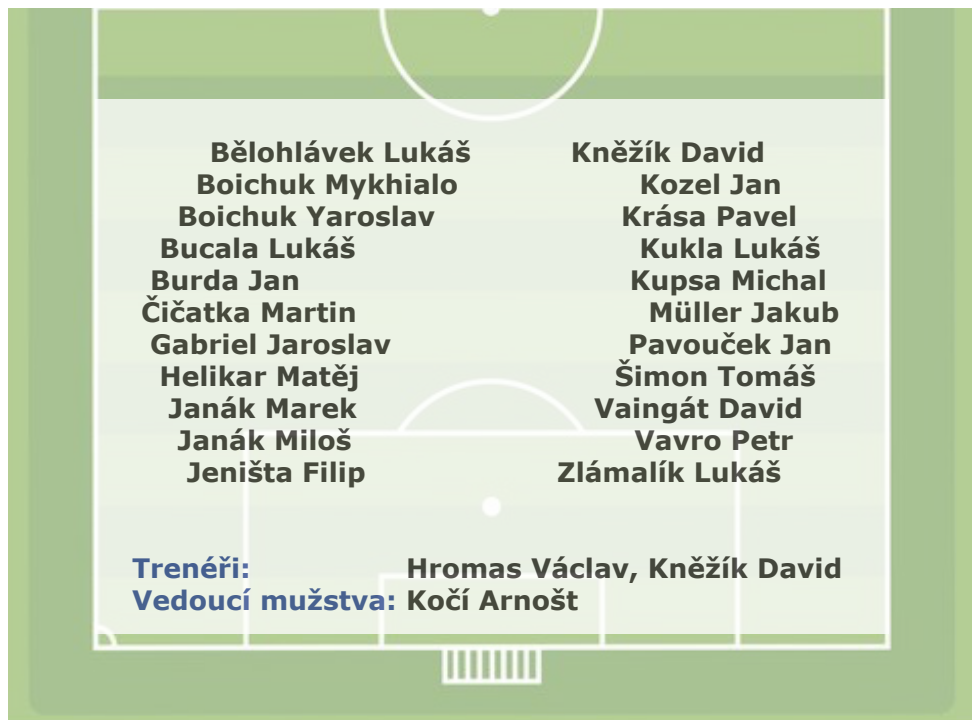 Bělohlávek Lukáš Kněžík David
Boichuk Mykhialo Kozel Jan
Boichuk Yaroslav Krása Pavel
Bucala Lukáš Kukla Lukáš
Burda Jan Kupsa Michal
Čičatka Martin Müller Jakub
Gabriel Jaroslav Pavouček Jan
Helikar Matěj Šimon Tomáš
Janák Marek Vaingát David
Janák Miloš Vavro Petr
Jeništa Filip Zlámalík Lukáš
Trenéři: Hromas Václav, Kněžík David
Vedoucí mužstva: Kočí Arnošt